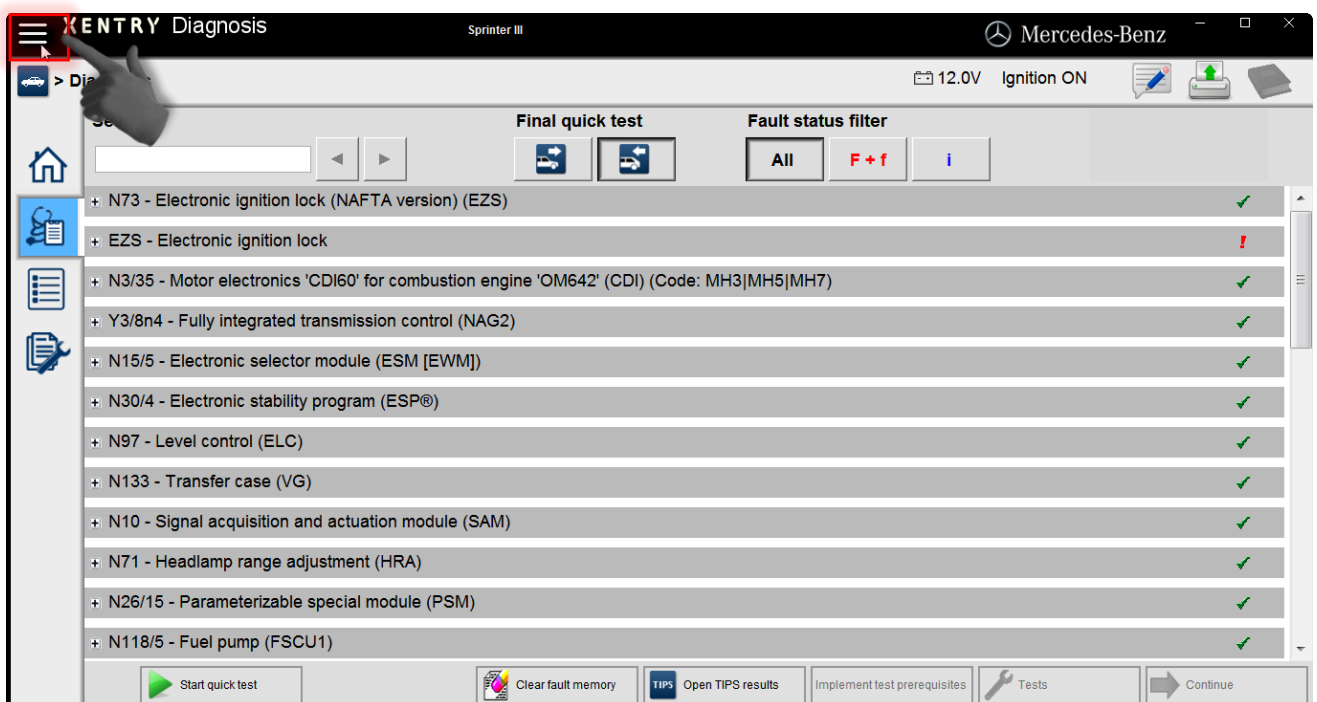 XENTRY Diagnosis
Sprinter III
Mercedes-Benz
12.0V
Ignition ON
Final quick test
Fault status filter
All
F + f
i
N73 - Electronic ignition lock (NAFTA version) (EZS)
EZS - Electronic ignition lock
N3/35 - Motor electronics 'CDI60' for combustion engine 'OM642' (CDI) (Code: MH3|MH5|MH7)
Y3/8n4 - Fully integrated transmission control (NAG2)
N15/5 - Electronic selector module (ESM [EWM])
N30/4 - Electronic stability program (ESP®)
N97 - Level control (ELC)
N133 - Transfer case (VG)
N10 - Signal acquisition and actuation module (SAM)
N71 - Headlamp range adjustment (HRA)
N26/15 - Parameterizable special module (PSM)
N118/5 - Fuel pump (FSCU1)
Start quick test
Clear fault memory
TIPS
Open TIPS results
Implement test prerequisites
Tests
Continue